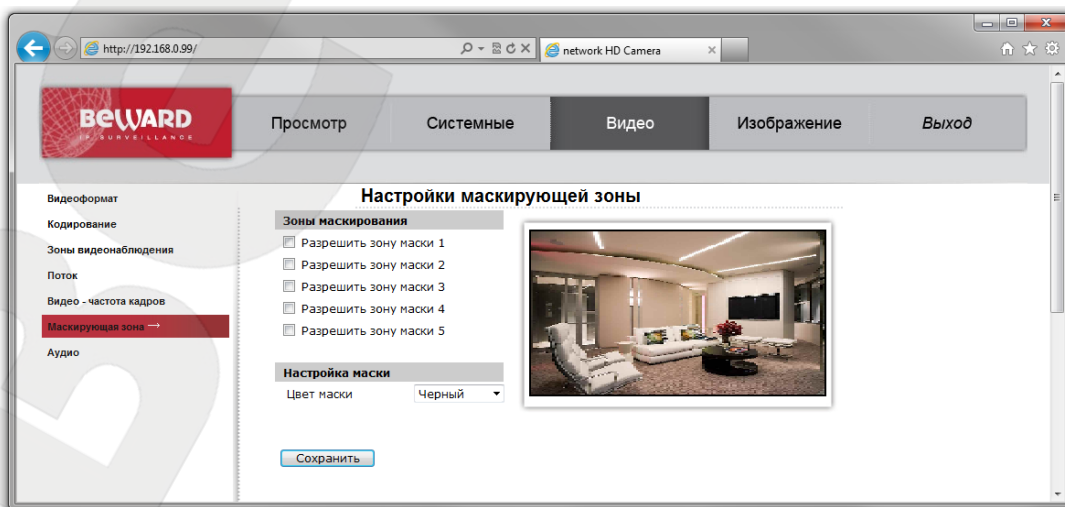 http://192.168.0.99/
network HD Camera
BEWARD
IP SURVEILLANCE
Просмотр
Системные
Видео
Изображение
Выход
Видеоформат
Кодирование
Зоны видеонаблюдения
Поток
Видео - частота кадров
Маскирующая зона →
Аудио
Настройки маскирующей зоны
Зоны маскирования
Разрешить зону маски 1
Разрешить зону маски 2
Разрешить зону маски 3
Разрешить зону маски 4
Разрешить зону маски 5
Настройка маски
Цвет маски Черный
Сохранить